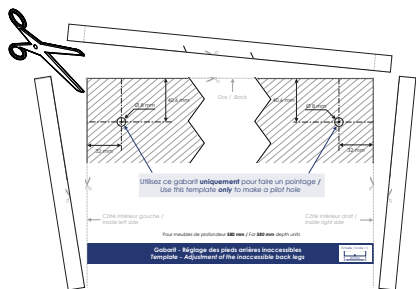 Dos / Back
40,6 mm
40,6 mm
Ø 8 mm
Ø 8 mm
32 mm
32 mm
Utilisez ce gabarit uniquement pour faire un pointage /
Use this template only to make a pilot hole
Côté intérieur gauche /
Inside left side
Côté intérieur droit /
Inside right side
Pour meubles de profondeur 580 mm / For 580 mm depth units
Gabarit - Réglage des pieds arrières inaccessibles
Template - Adjustment of the inaccessible back legs